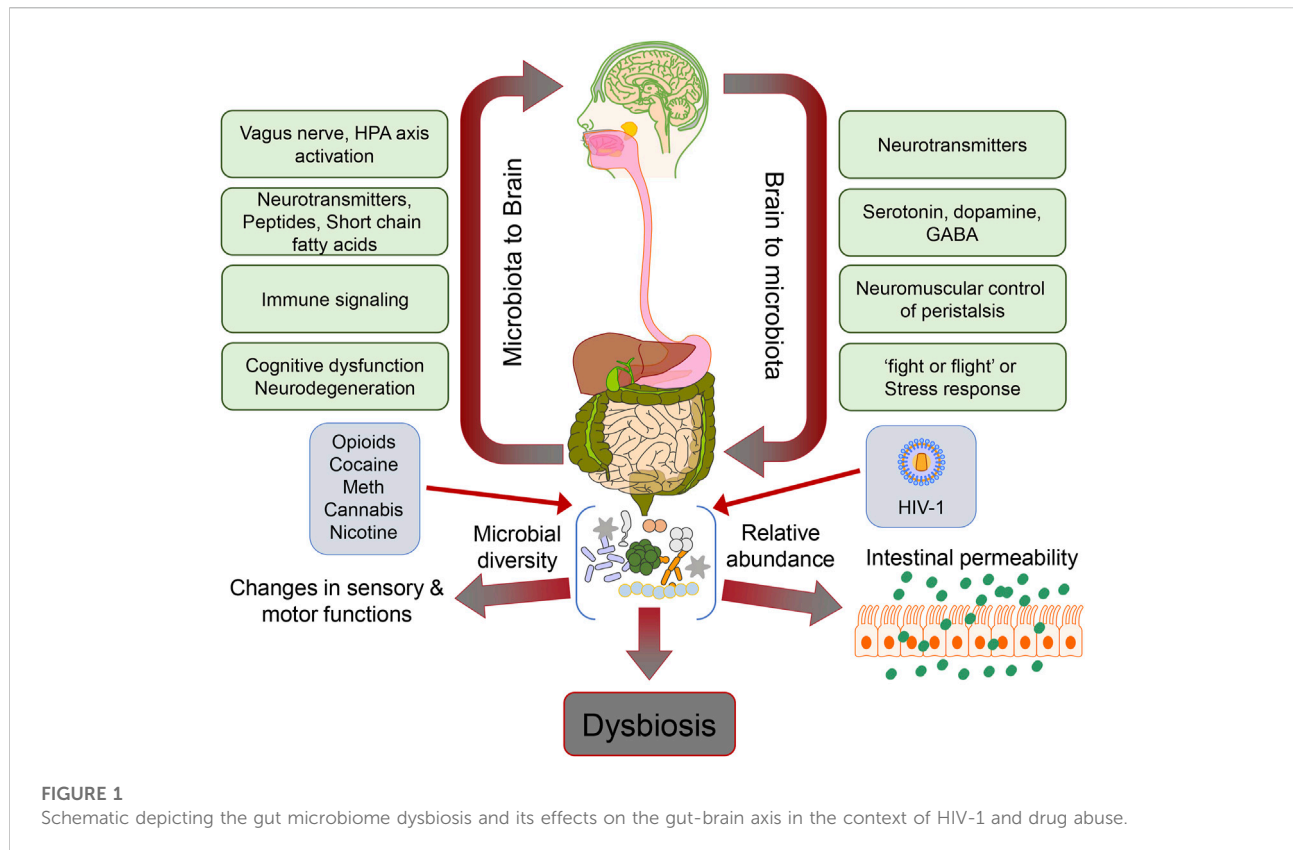 Vagus nerve, HPA axis
activation
Neurotransmitters,
Peptides, Short chain
fatty acids
Immune signaling
Cognitive dysfunction
Neurodegeneration
Microbiota to Brain
Brain to microbiota
Neurotransmitters
Serotonin, dopamine,
GABA
Neuromuscular control
of peristalsis
‘fight or flight’ or
Stress response
Opioids
Cocaine
Meth
Cannabis
Nicotine
HIV-1
Microbial
diversity
Relative
abundance
Changes in sensory &
motor functions
Intestinal permeability
Dysbiosis
FIGURE 1
Schematic depicting the gut microbiome dysbiosis and its effects on the gut-brain axis in the context of HIV-1 and drug abuse.